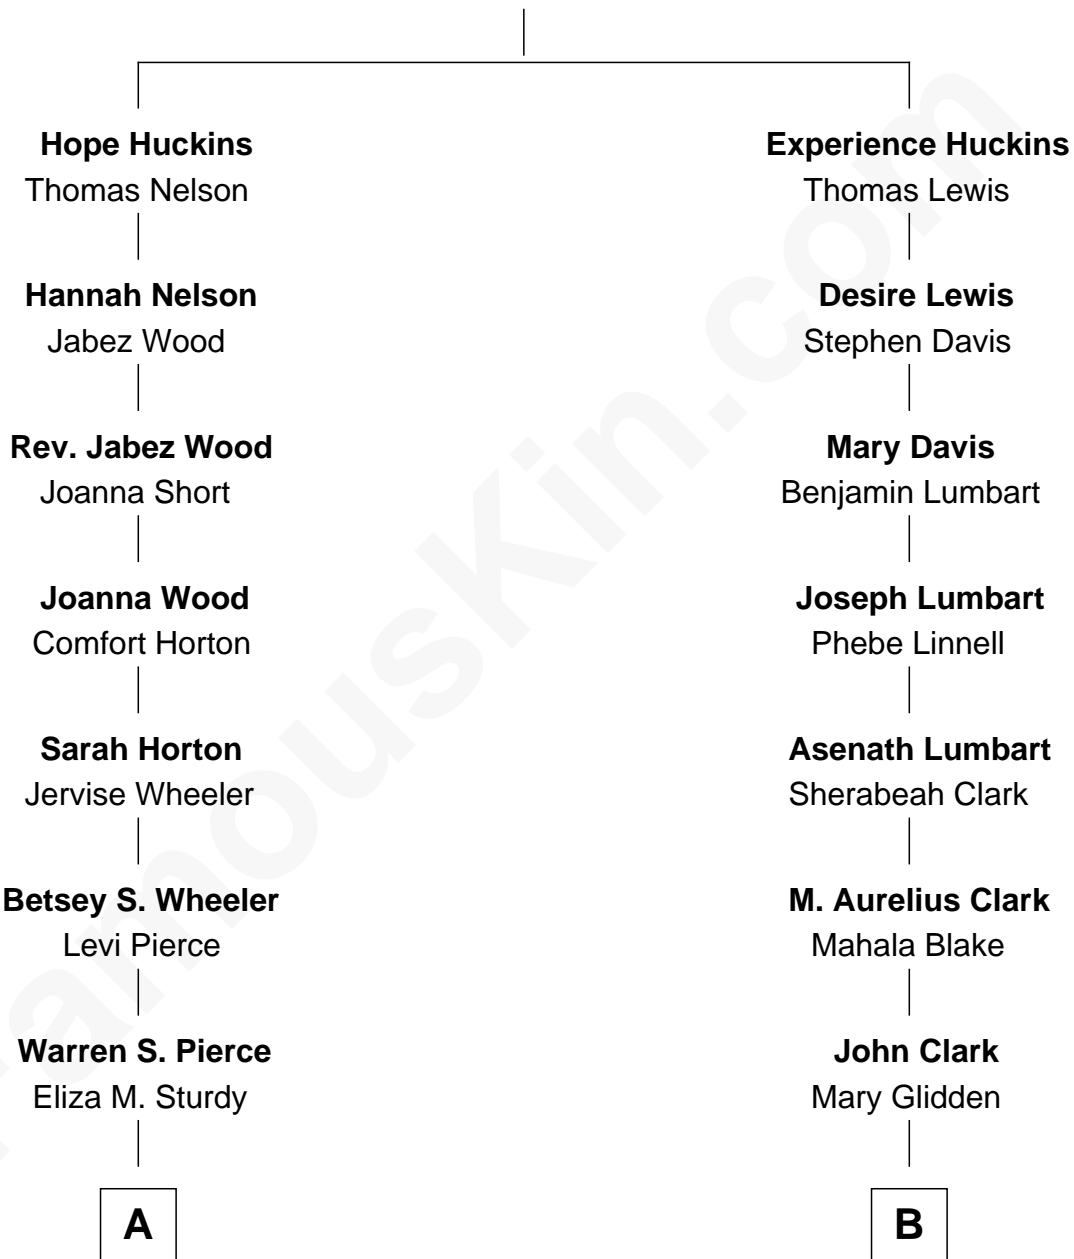 Hope Huckins
Thomas Nelson
Hannah Nelson
Jabez Wood
Rev. Jabez Wood
Joanna Short
Joanna Wood
Comfort Horton
Sarah Horton
Jervise Wheeler
Betsey S. Wheeler
Levi Pierce
Warren S. Pierce
Eliza M. Sturdy
A
Experience Huckins
Thomas Lewis
Desire Lewis
Stephen Davis
Mary Davis
Benjamin Lumbart
Joseph Lumbart
Phebe Linnell
Asenath Lumbart
Sherabeah Clark
M. Aurelius Clark
Mahala Blake
John Clark
Mary Glidden
B
FamousKin.com